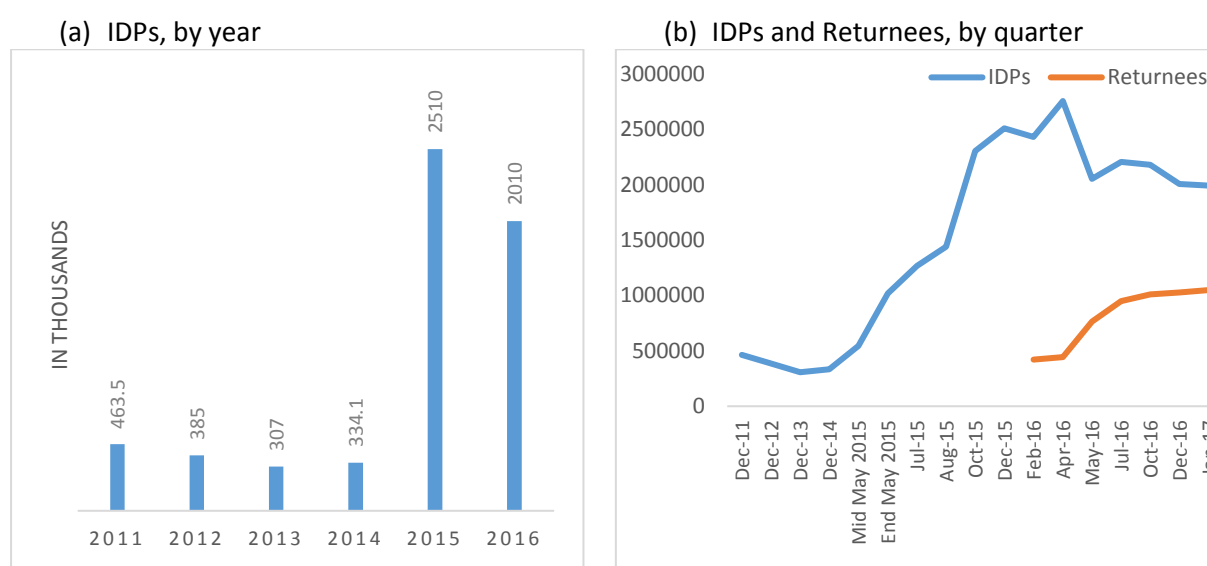 (a) IDPs, by year
IN THOUSANDS
463.5
385
307
334.1
2510
2010
2011 2012 2013 2014 2015 2016
(b) IDPs and Returnees, by quarter
IDPs Returnees
3000000
2500000
2000000
1500000
1000000
500000
0
Dec-11
Dec-12
Dec-13
Dec-14
Mid May 2015
End May 2015
Jul-15
Aug-15
Oct-15
Dec-15
Feb-16
Apr-16
May-16
Jul-16
Oct-16
Dec-16